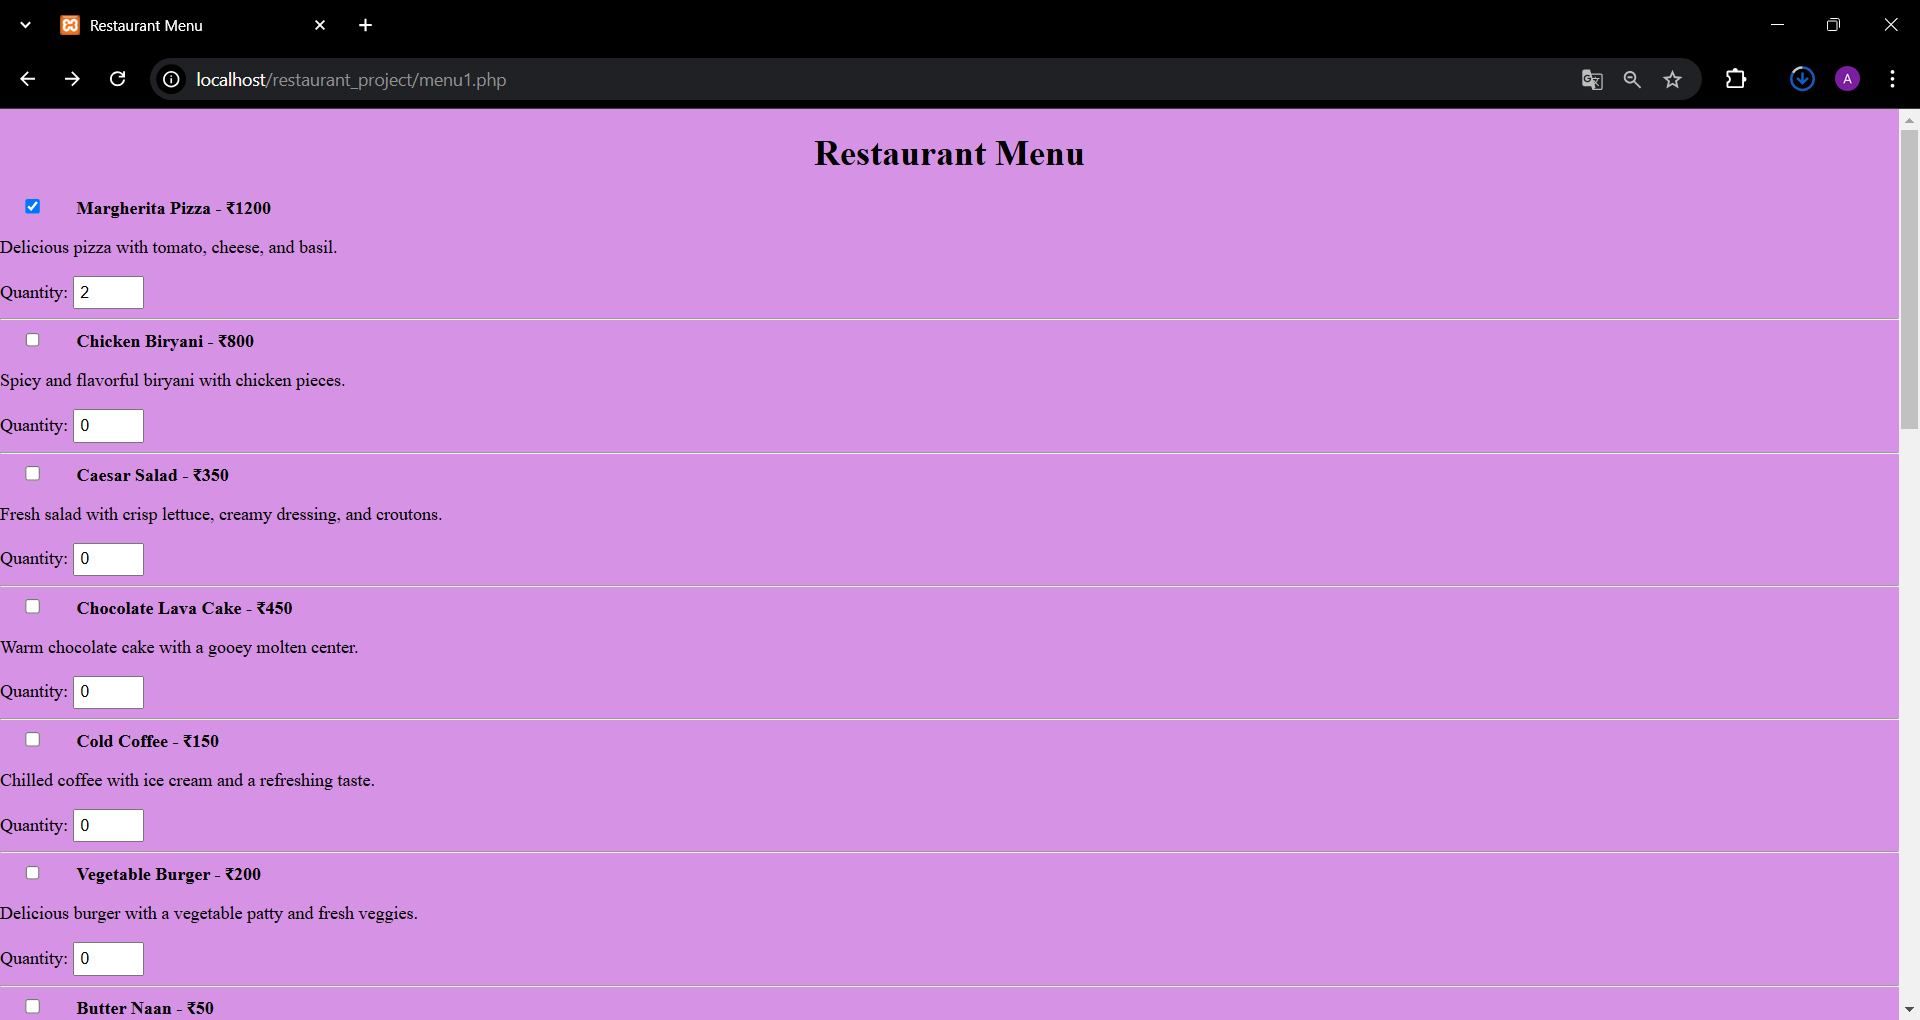 Restaurant Menu
localhost/restaurant_project/menu1.php
A
Restaurant Menu
Margherita Pizza - ₹1200
Delicious pizza with tomato, cheese, and basil.
Quantity: 2
Chicken Biryani - ₹800
Spicy and flavorful biryani with chicken pieces.
Quantity: 0
Caesar Salad - ₹350
Fresh salad with crisp lettuce, creamy dressing, and croutons.
Quantity: 0
Chocolate Lava Cake - ₹450
Warm chocolate cake with a gooey molten center.
Quantity: 0
Cold Coffee - ₹150
Chilled coffee with ice cream and a refreshing taste.
Quantity: 0
Vegetable Burger - ₹200
Delicious burger with a vegetable patty and fresh veggies.
Quantity: 0
Butter Naan - ₹50